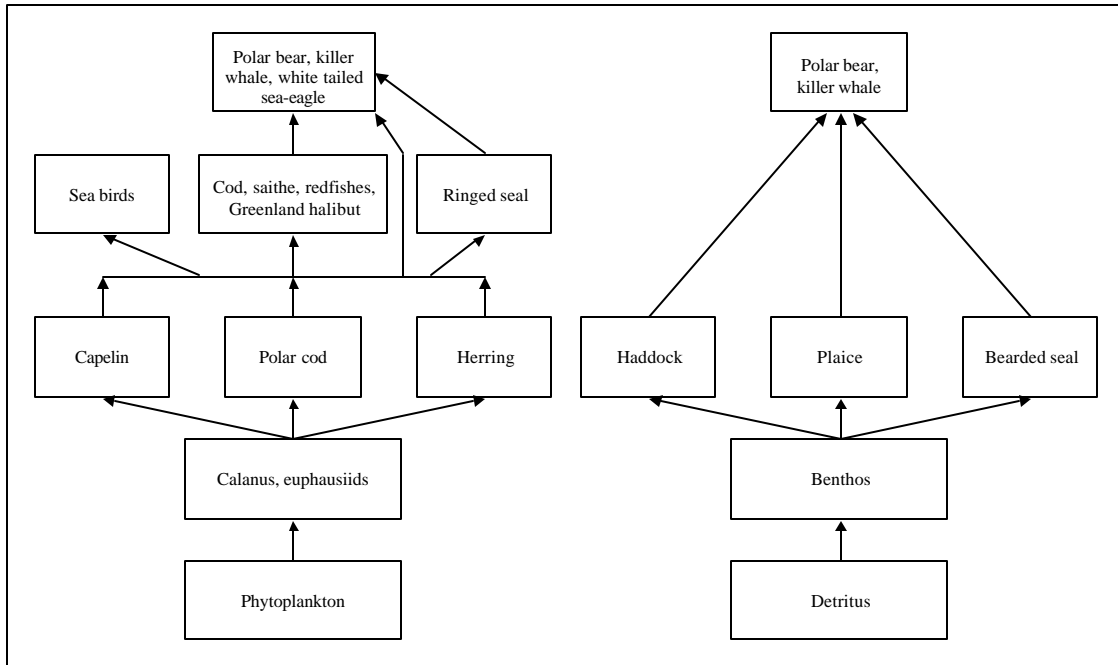 Polar bear, killer
whale, white tailed
sea-eagle
Polar bear,
killer whale
Sea birds
Cod, saithe, redfishes,
Greenland halibut
Ringed seal
Capelin
Polar cod
Herring
Haddock
Plaice
Bearded seal
Calanus, euphausiids
Benthos
Phytoplankton
Detritus